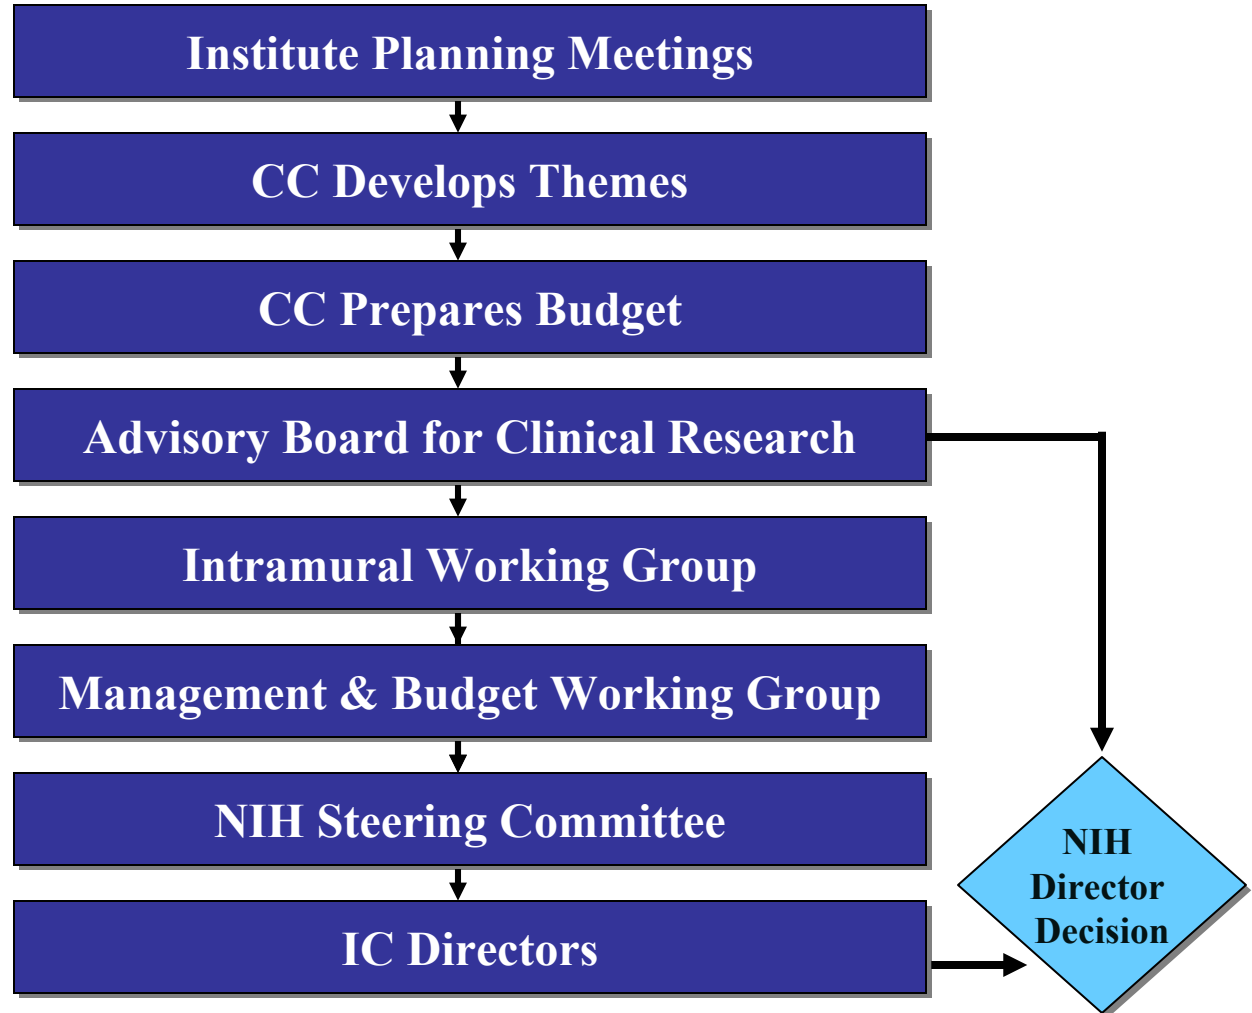 Institute Planning Meetings
CC Develops Themes
CC Prepares Budget
Advisory Board for Clinical Research
Intramural Working Group
Management & Budget Working Group
NIH Steering Committee
IC Directors
NIH
Director
Decision